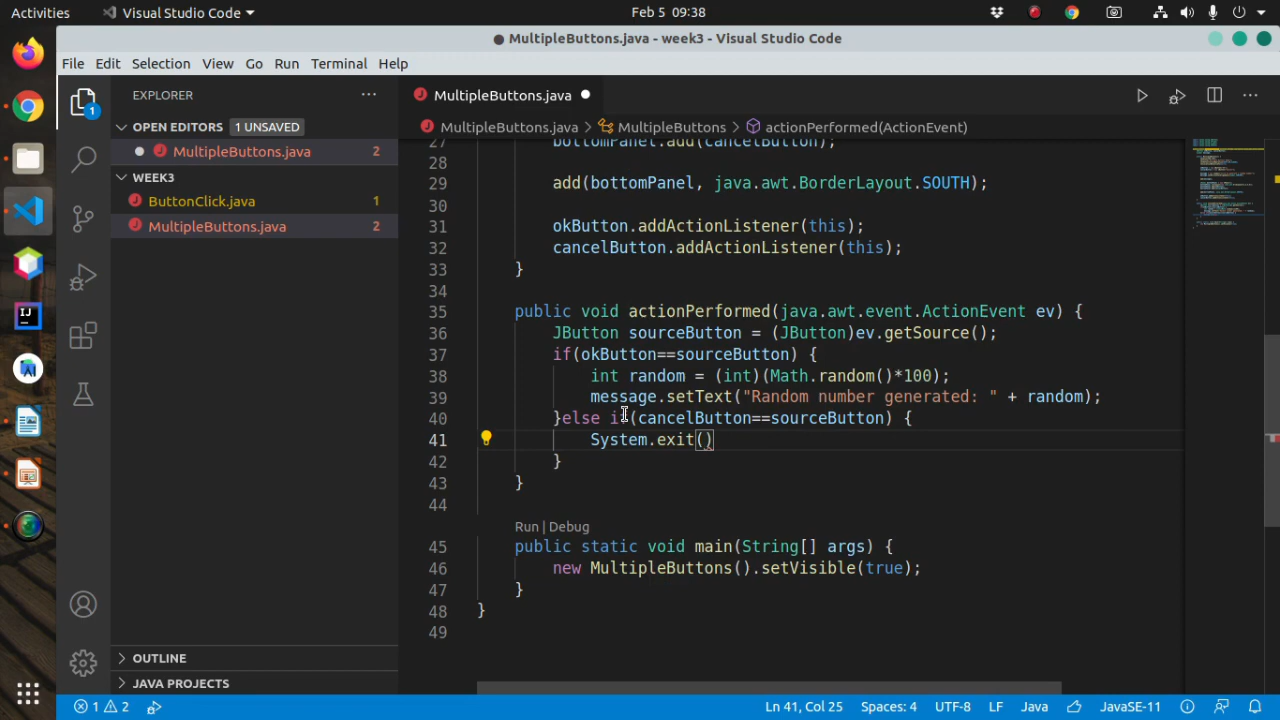 Activities Visual Studio Code Feb 5 09:38
● MultipleButtons.java - week3 - Visual Studio Code
File Edit Selection View Go Run Terminal Help
EXPLORER
OPEN EDITORS 1 UNSAVED
MultipleButtons.java 2
WEEK3
ButtonClick.java 1
MultipleButtons.java 2
OUTLINE
JAVA PROJECTS
1
MultipleButtons.java
MultipleButtons.java > MultipleButtons > actionPerformed(ActionEvent)
27 bottomPanel.add(cancelButton);
28
29 add(bottomPanel, java.awt.BorderLayout.SOUTH);
30
31 okButton.addActionListener(this);
32 cancelButton.addActionListener(this);
33 }
34
35 public void actionPerformed(java.awt.event.ActionEvent ev) {
36 JButton sourceButton = (JButton)ev.getSource();
37 if(okButton==sourceButton) {
38 int random = (int)(Math.random()*100);
39 message.setText("Random number generated: " + random);
40 }else if(cancelButton==sourceButton) {
41 System.exit()
42 }
43 }
44
Run | Debug
45 public static void main(String[] args) {
46 new MultipleButtons().setVisible(true);
47 }
48 }
49
1 2 Ln 41, Col 25 Spaces: 4 UTF-8 LF Java JavaSE-11